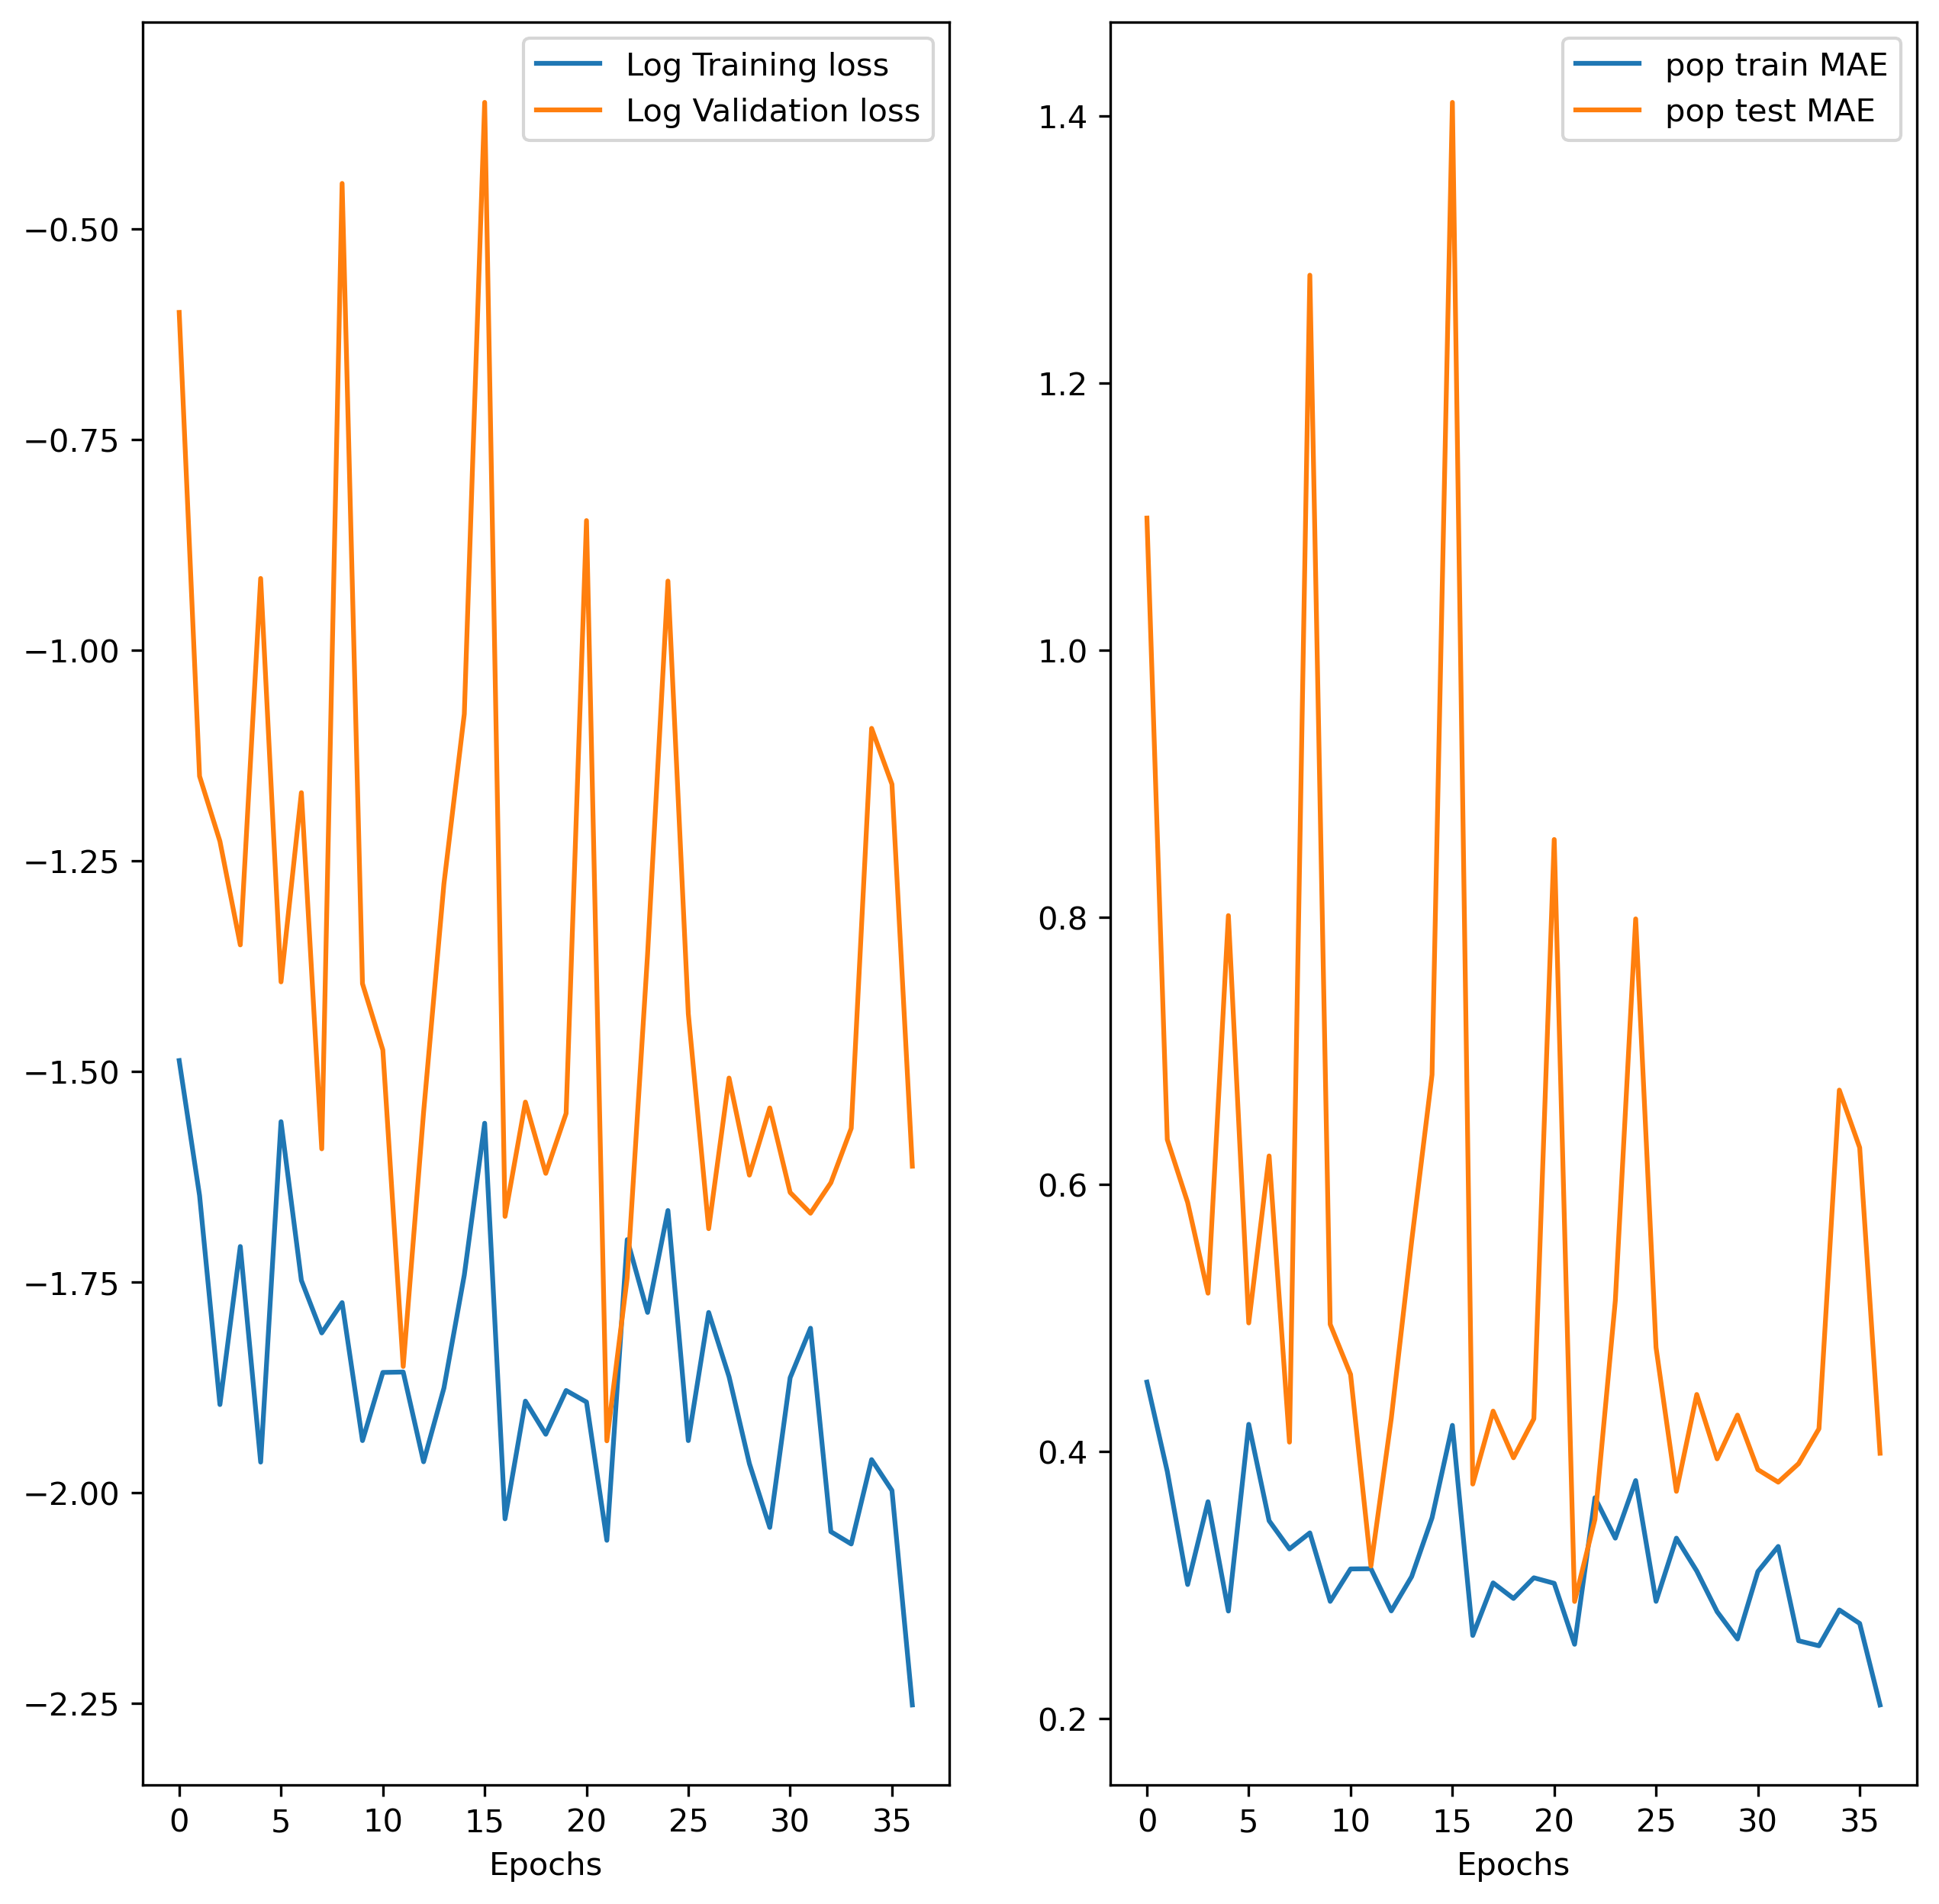 Log Training loss
Log Validation loss
−0.50
−0.75
−1.00
−1.25
−1.50
−1.75
−2.00
−2.25
0 5 10 15 20 25 30 35
Epochs
pop train MAE
pop test MAE
1.4
1.2
1.0
0.8
0.6
0.4
0.2
0 5 10 15 20 25 30 35
Epochs